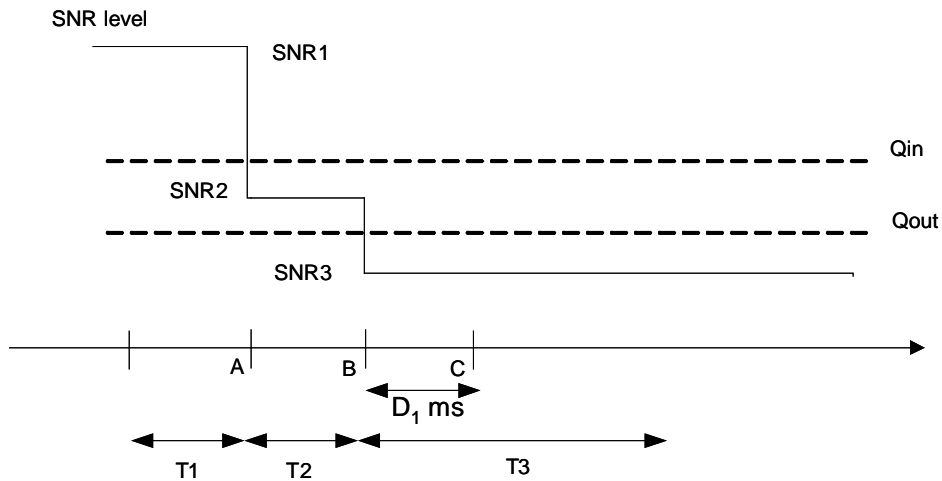 SNR level
SNR1
Qin
SNR2
Qout
SNR3
A
B
C
D1 ms
T1
T2
T3